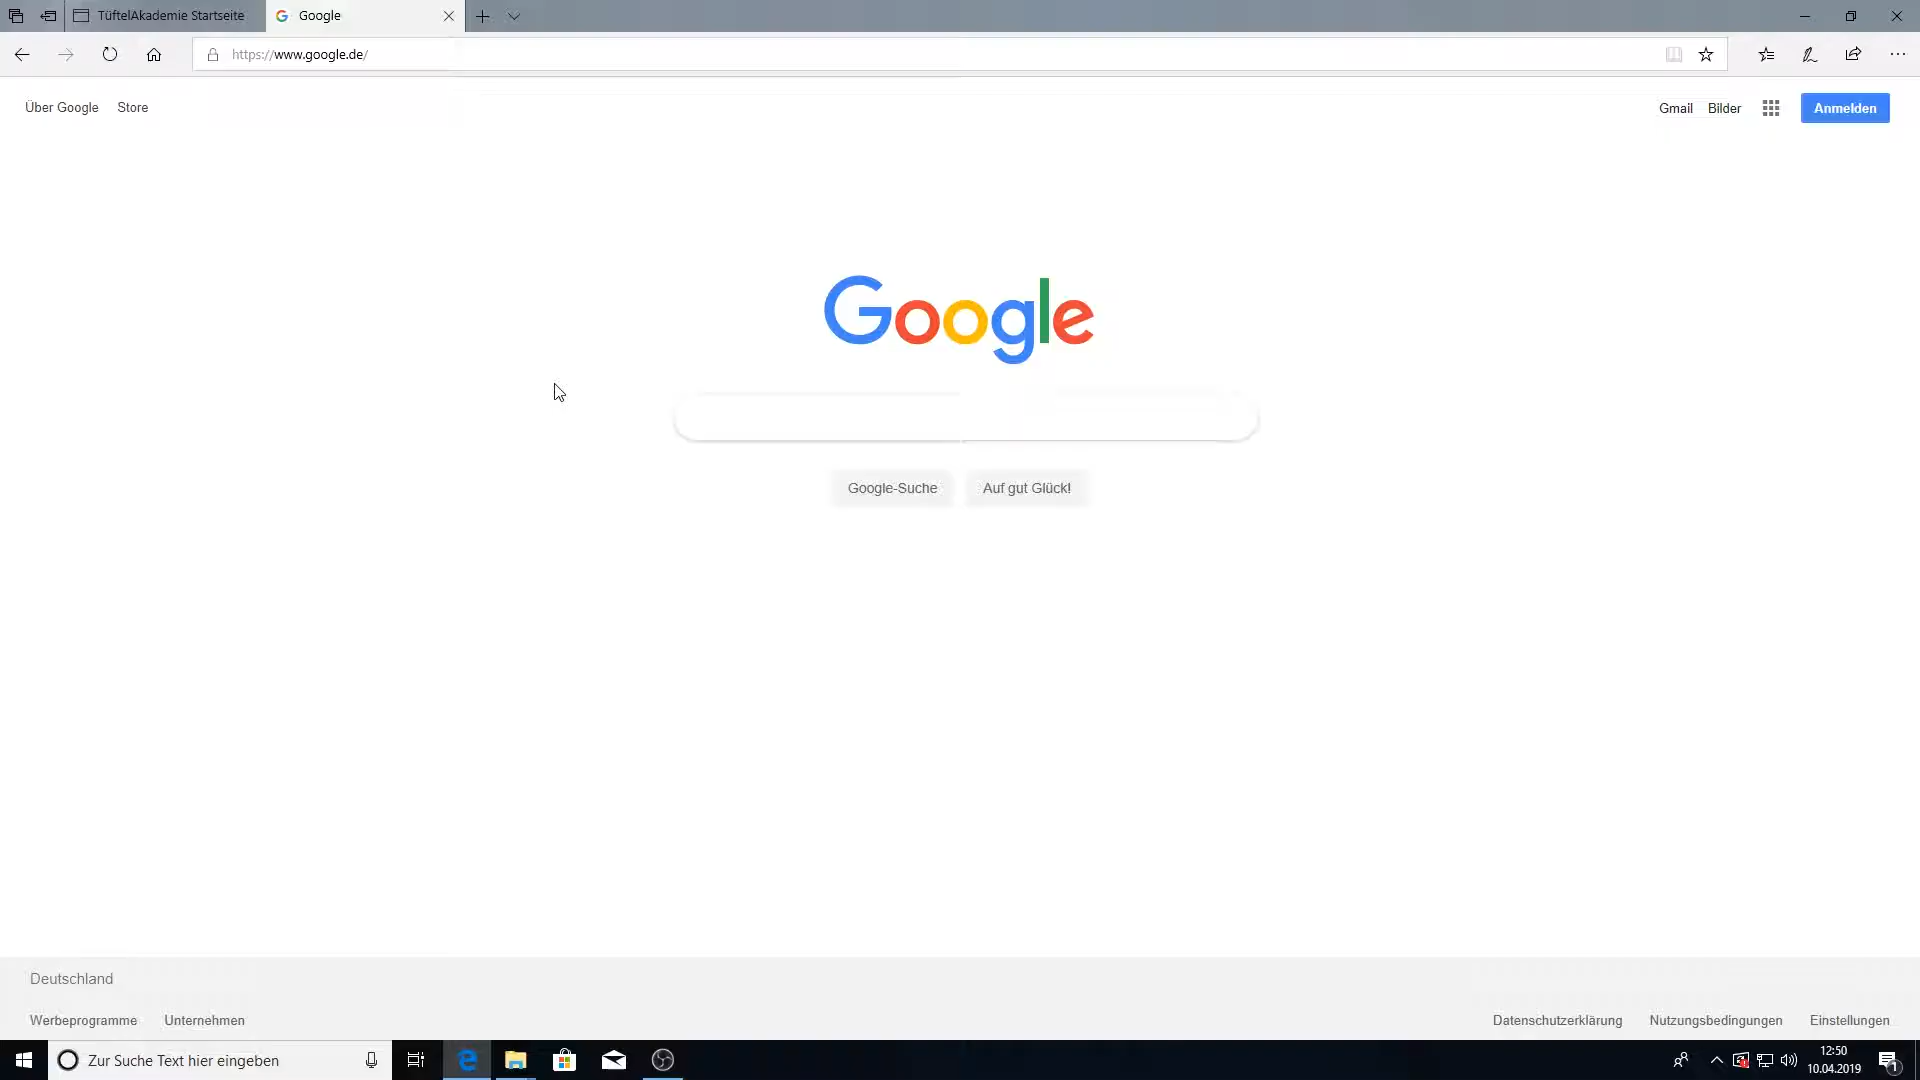 TüftelAkademie Startseite
Google
https://www.google.de/
Über Google
Store
Gmail
Bilder
Anmelden
Google
Google-Suche
Auf gut Glück!
Deutschland
Werbeprogramme
Unternehmen
Datenschutzerklärung
Nutzungsbedingungen
Einstellungen
Zur Suche Text hier eingeben
12:50
10.04.2019
1